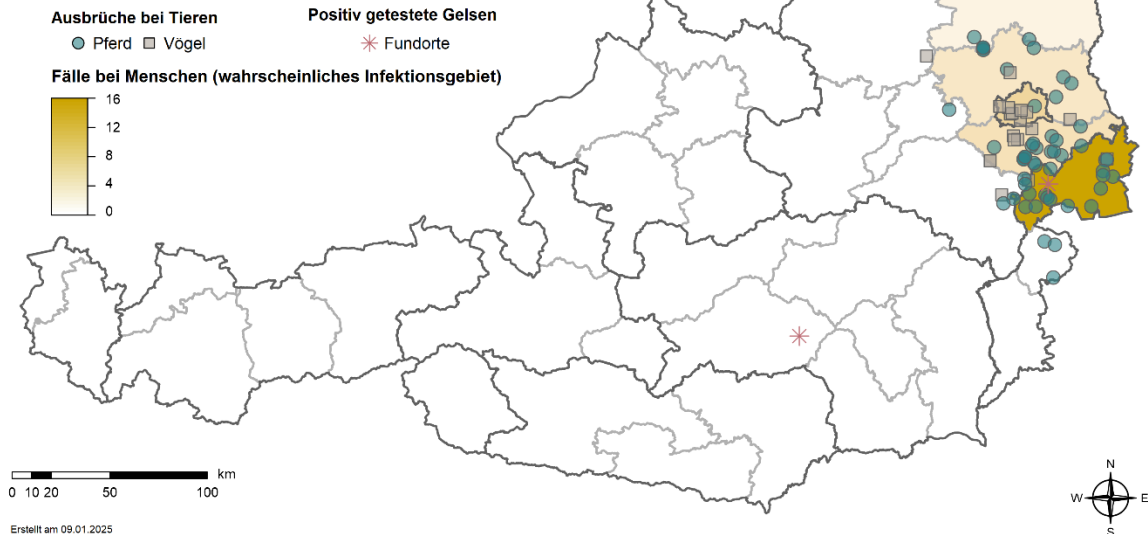 Ausbrüche bei Tieren
Positiv getestete Gelsen
Pferd Vögel
Fundorte
Fälle bei Menschen (wahrscheinliches Infektionsgebiet)
16
12
8
4
0
km
0 10 20 50 100
Erstellt am 09.01.2025
N
W E
S